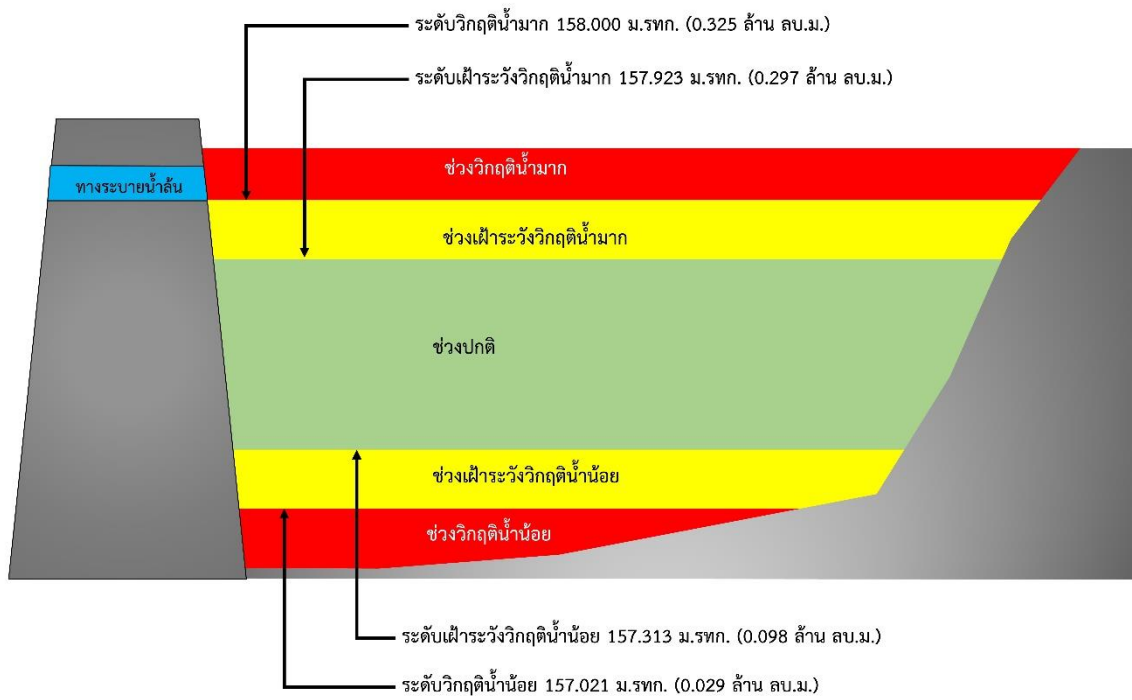 ระดับวิกฤติน้ำมาก 158.000 ม.รทก. (0.325 ล้าน ลบ.ม.)
ระดับเฝ้าระวังวิกฤติน้ำมาก 157.923 ม.รทก. (0.297 ล้าน ลบ.ม.)
ช่วงวิกฤติน้ำมาก
ทางระบายน้ำล้น
ช่วงเฝ้าระวังวิกฤติน้ำมาก
ช่วงปกติ
ช่วงเฝ้าระวังวิกฤติน้ำน้อย
ช่วงวิกฤติน้ำน้อย
ระดับเฝ้าระวังวิกฤติน้ำน้อย 157.313 ม.รทก. (0.098 ล้าน ลบ.ม.)
ระดับวิกฤติน้ำน้อย 157.021 ม.รทก. (0.029 ล้าน ลบ.ม.)